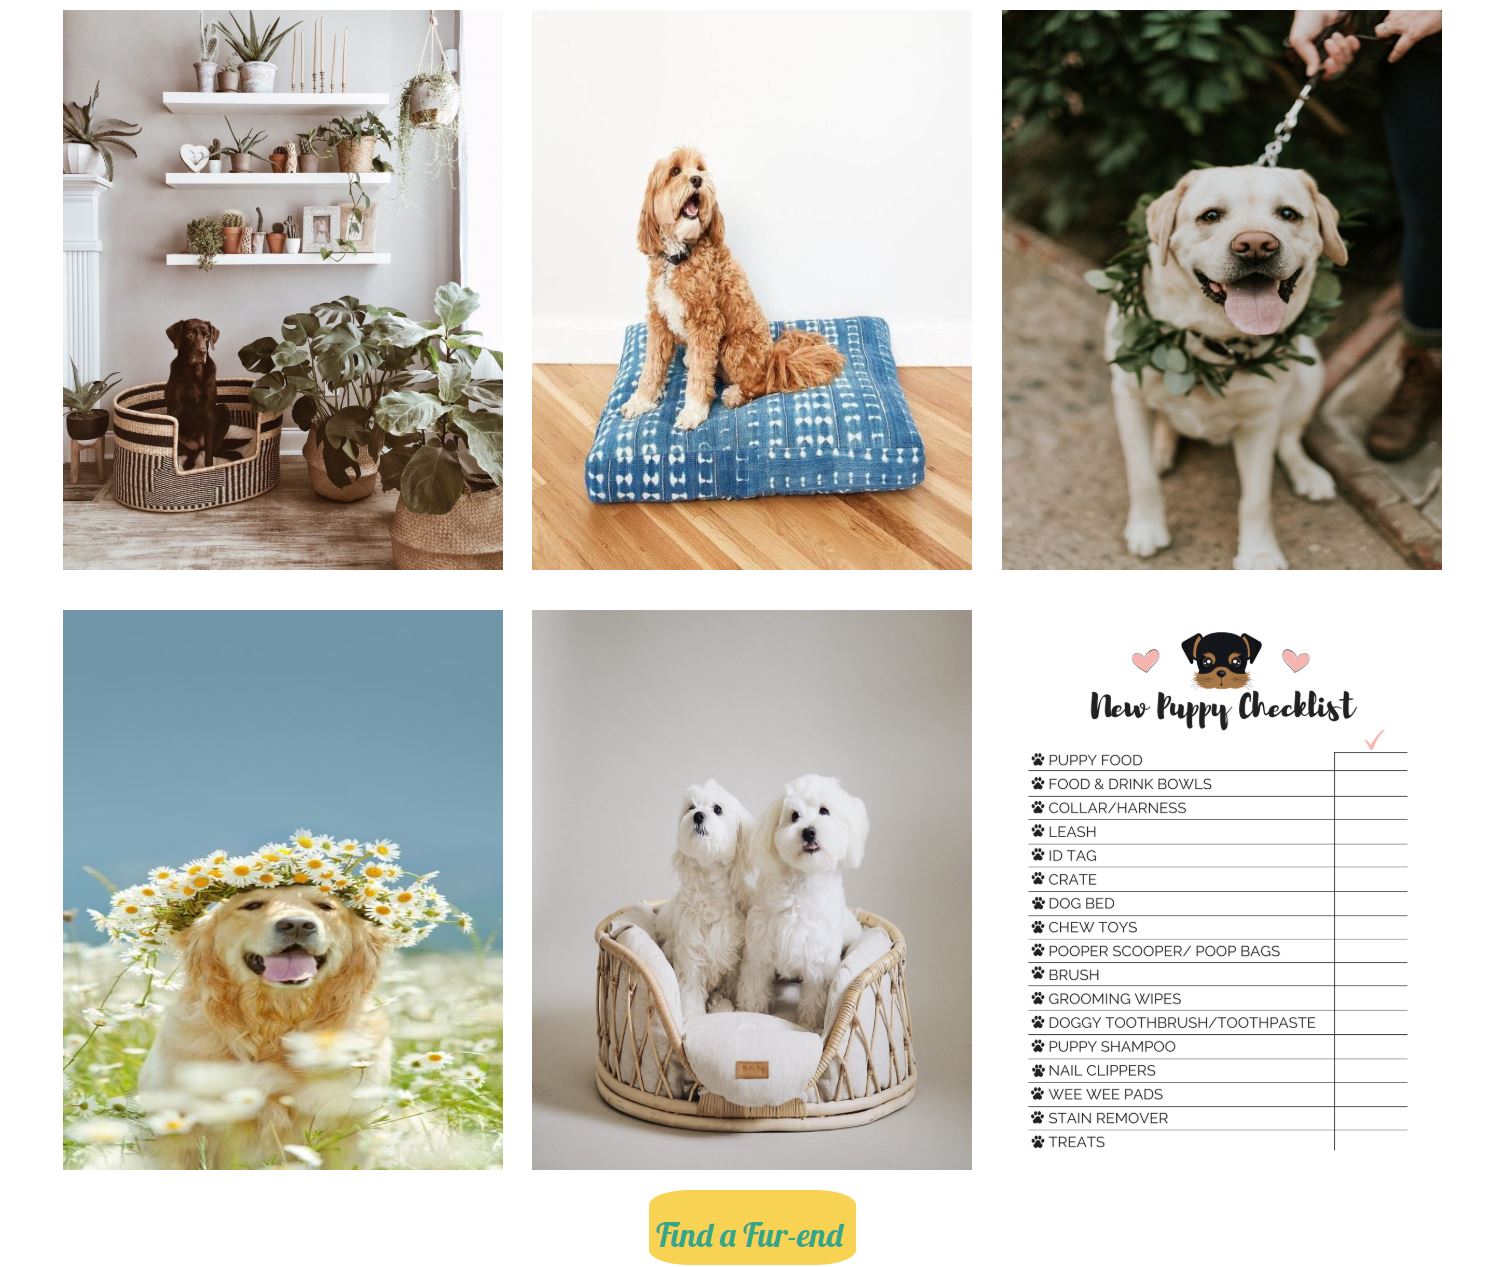 New Puppy Checklist
PUPPY FOOD
FOOD & DRINK BOWLS
COLLAR/HARNESS
LEASH
ID TAG
CRATE
DOG BED
CHEW TOYS
POOPER SCOOPER/ POOP BAGS
BRUSH
GROOMING WIPES
DOGGY TOOTHBRUSH/TOOTHPASTE
PUPPY SHAMPOO
NAIL CLIPPERS
WEE WEE PADS
STAIN REMOVER
TREATS
Find a Fur-end